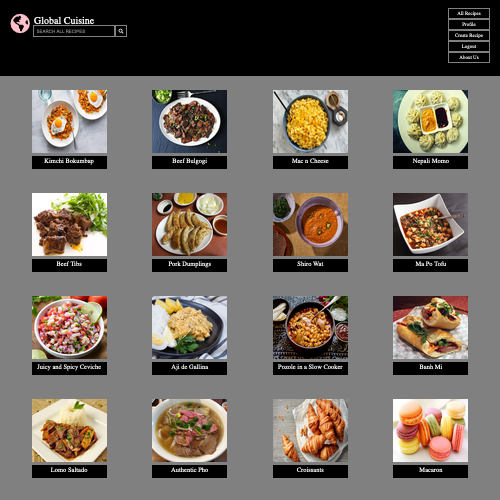 Global Cuisine
SEARCH ALL RECIPES
All Recipes
Profile
Create Recipe
Logout
About Us
Kimchi Bokumbap
Beef Bulgogi
Mac n Cheese
Nepali Momo
Beef Tibs
Pork Dumplings
Shiro Wat
Ma Po Tofu
Juicy and Spicy Ceviche
Aji de Gallina
Pozole in a Slow Cooker
Banh Mi
Lomo Saltado
Authentic Pho
Croissants
Macaron